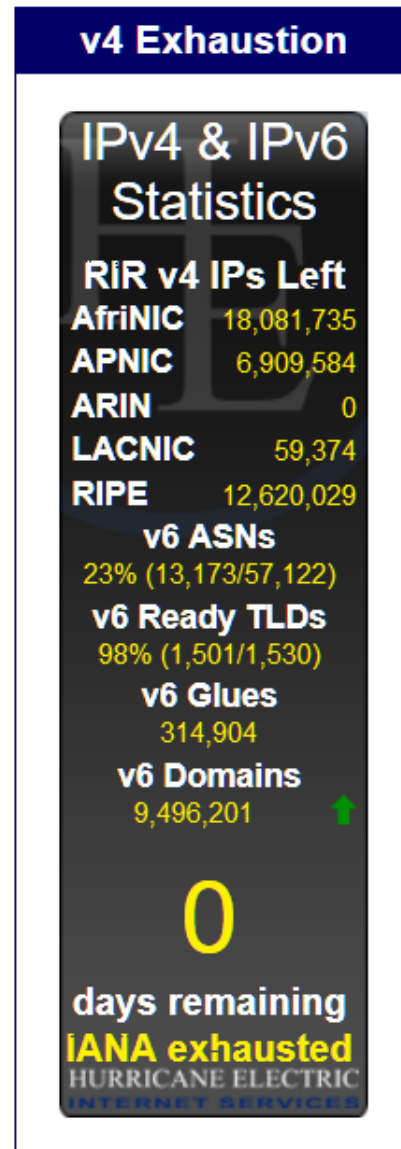 v4 Exhaustion
IPv4 & IPv6
Statistics
RIR v4 IPs Left
AfriNIC 18,081,735
APNIC 6,909,584
ARIN 0
LACNIC 59,374
RIPE 12,620,029
v6 ASNs
23% (13,173/57,122)
v6 Ready TLDs
98% (1,501/1,530)
v6 Glues
314,904
v6 Domains
9,496,201
0
days remaining
IANA exhausted
HURRICANE ELECTRIC
INTERNET SERVICES